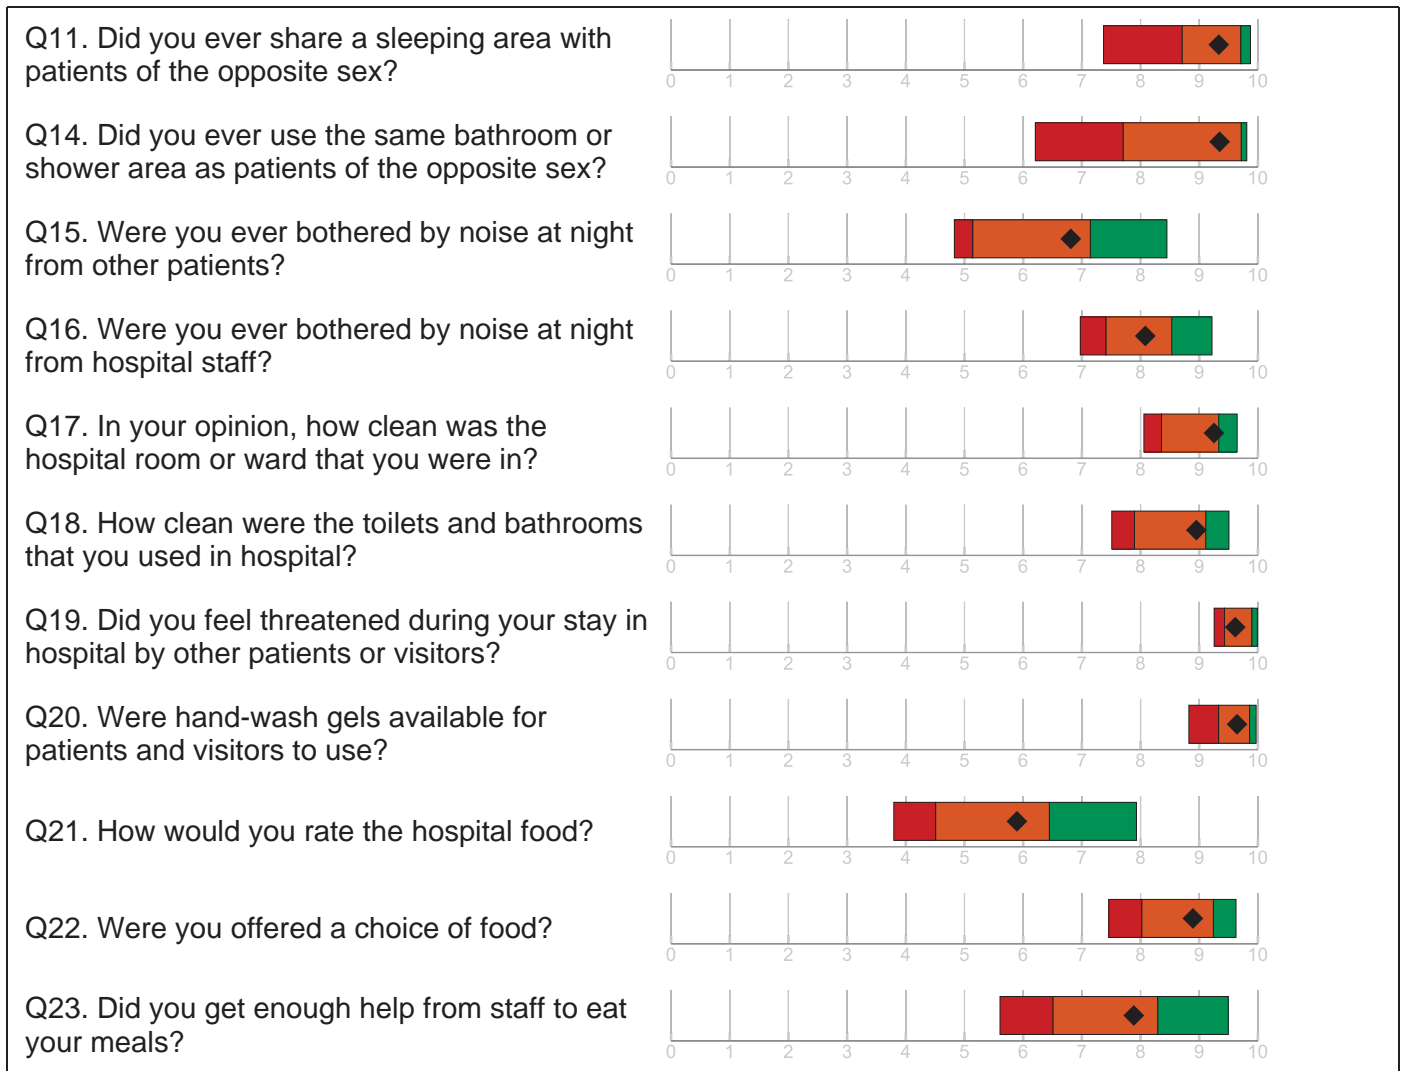 Q11. Did you ever share a sleeping area with
patients of the opposite sex?
0 1 2 3 4 5 6 7 8 9 10
Q14. Did you ever use the same bathroom or
shower area as patients of the opposite sex?
0 1 2 3 4 5 6 7 8 9 10
Q15. Were you ever bothered by noise at night
from other patients?
0 1 2 3 4 5 6 7 8 9 10
Q16. Were you ever bothered by noise at night
from hospital staff?
0 1 2 3 4 5 6 7 8 9 10
Q17. In your opinion, how clean was the
hospital room or ward that you were in?
0 1 2 3 4 5 6 7 8 9 10
Q18. How clean were the toilets and bathrooms
that you used in hospital?
0 1 2 3 4 5 6 7 8 9 10
Q19. Did you feel threatened during your stay in
hospital by other patients or visitors?
0 1 2 3 4 5 6 7 8 9 10
Q20. Were hand-wash gels available for
patients and visitors to use?
0 1 2 3 4 5 6 7 8 9 10
Q21. How would you rate the hospital food?
0 1 2 3 4 5 6 7 8 9 10
Q22. Were you offered a choice of food?
0 1 2 3 4 5 6 7 8 9 10
Q23. Did you get enough help from staff to eat
your meals?
0 1 2 3 4 5 6 7 8 9 10